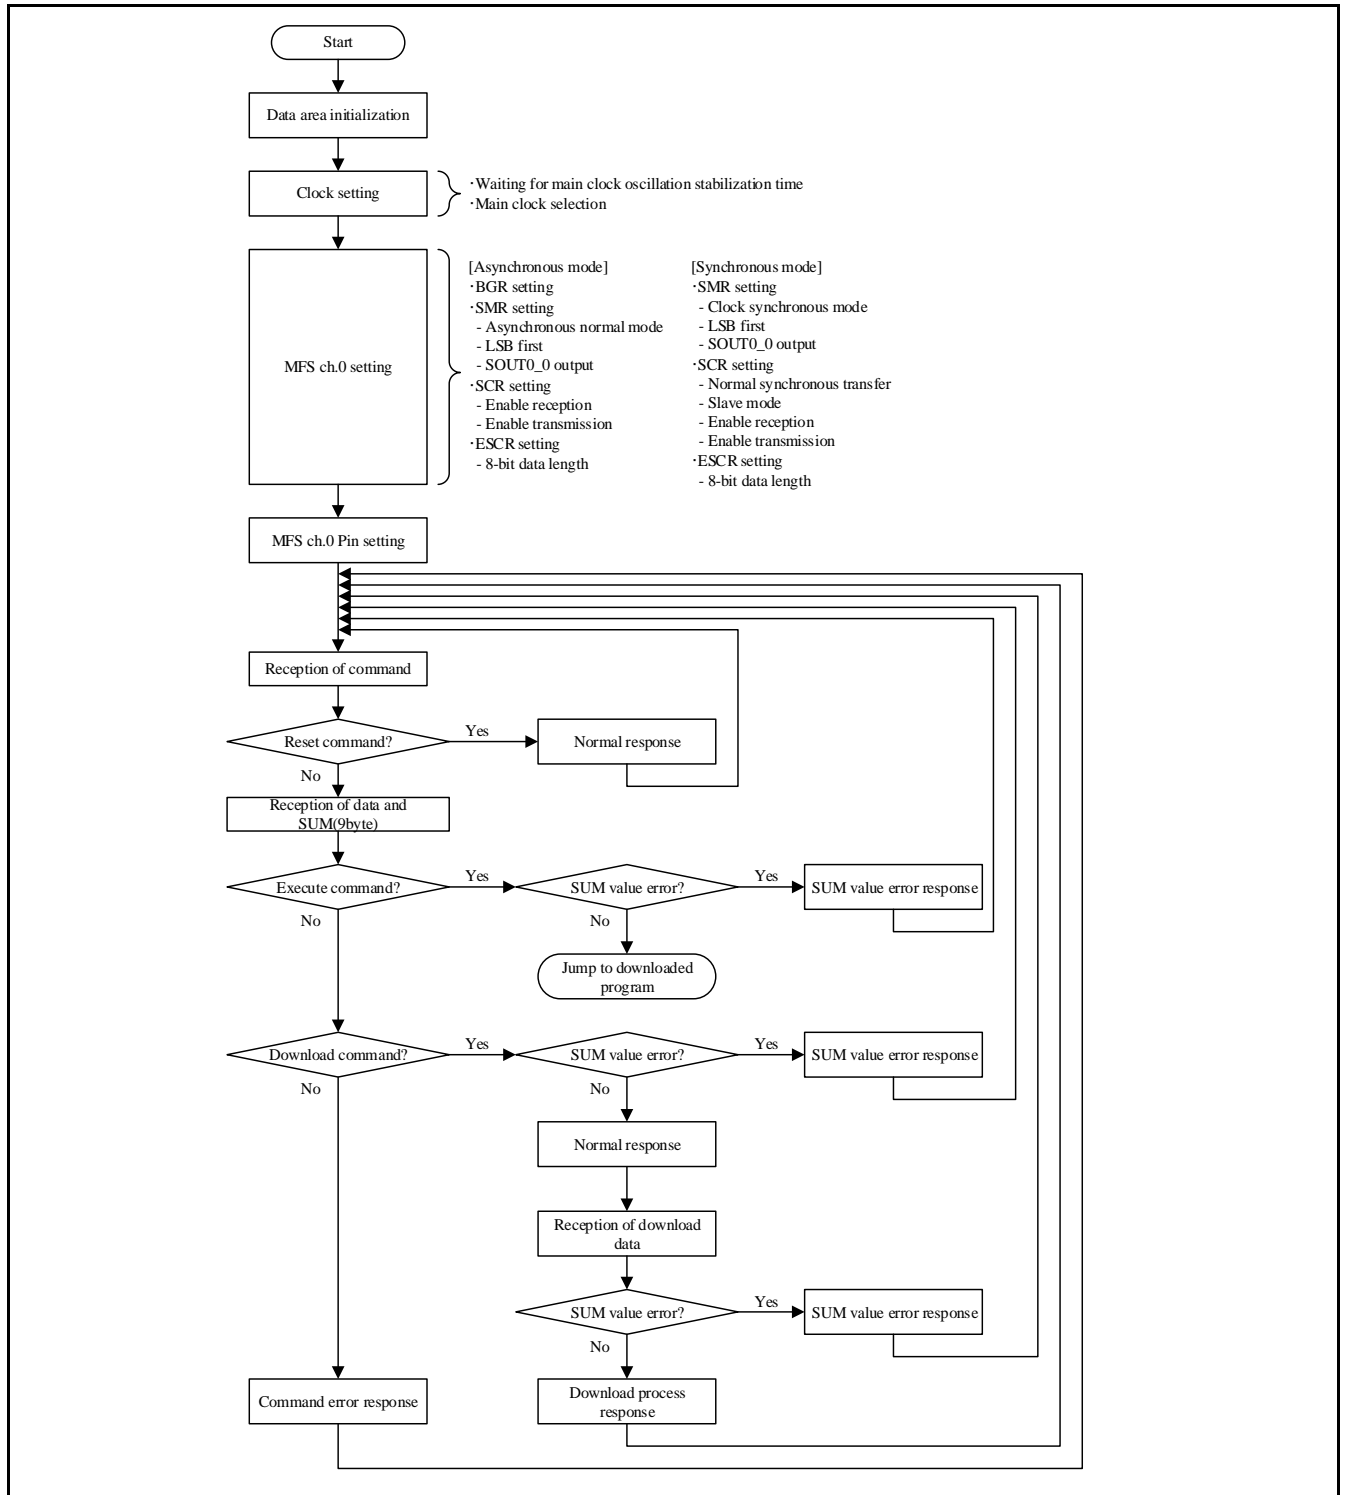 Start
Data area initialization
Clock setting
·Waiting for main clock oscillation stabilization time
·Main clock selection
MFS ch.0 setting
[Asynchronous mode]
·BGR setting
·SMR setting
- Asynchronous normal mode
- LSB first
- SOUT0_0 output
·SCR setting
- Enable reception
- Enable transmission
·ESCR setting
- 8-bit data length
[Synchronous mode]
·SMR setting
- Clock synchronous mode
- LSB first
- SOUT0_0 output
·SCR setting
- Normal synchronous transfer
- Slave mode
- Enable reception
- Enable transmission
·ESCR setting
- 8-bit data length
MFS ch.0 Pin setting
Reception of command
Reset command?
Yes
Normal response
No
Reception of data and
SUM(9byte)
Execute command?
Yes
SUM value error?
Yes
SUM value error response
No
No
Jump to downloaded
program
Download command?
Yes
SUM value error?
Yes
SUM value error response
No
No
Normal response
Reception of download
data
SUM value error?
Yes
SUM value error response
No
Command error response
Download process
response